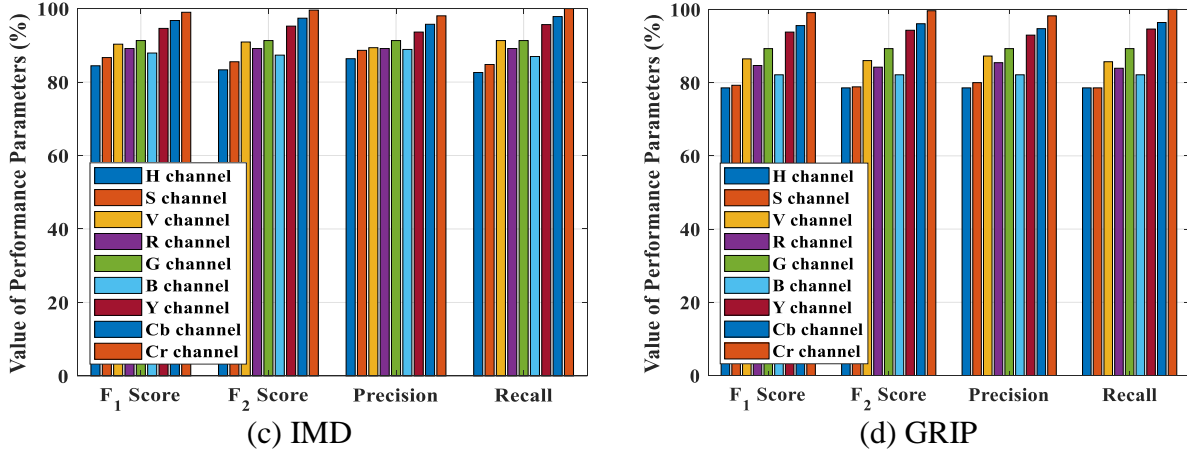 Value of Performance Parameters (%)
100
80
60
40
20
0
H channel
S channel
V channel
R channel
G channel
B channel
Y channel
Cb channel
Cr channel
F1 Score
F2 Score
Precision
Recall
(c) IMD
Value of Performance Parameters (%)
100
80
60
40
20
0
H channel
S channel
V channel
R channel
G channel
B channel
Y channel
Cb channel
Cr channel
F1 Score
F2 Score
Precision
Recall
(d) GRIP